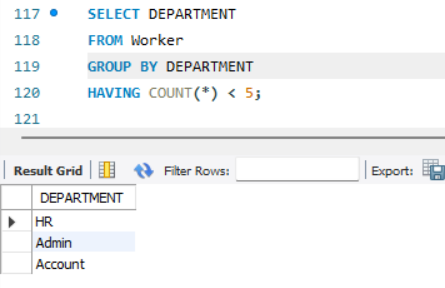 117 SELECT DEPARTMENT
118 FROM Worker
119 GROUP BY DEPARTMENT
120 HAVING COUNT(*) < 5;
121
Result Grid Filter Rows: Export:
DEPARTMENT
HR
Admin
Account